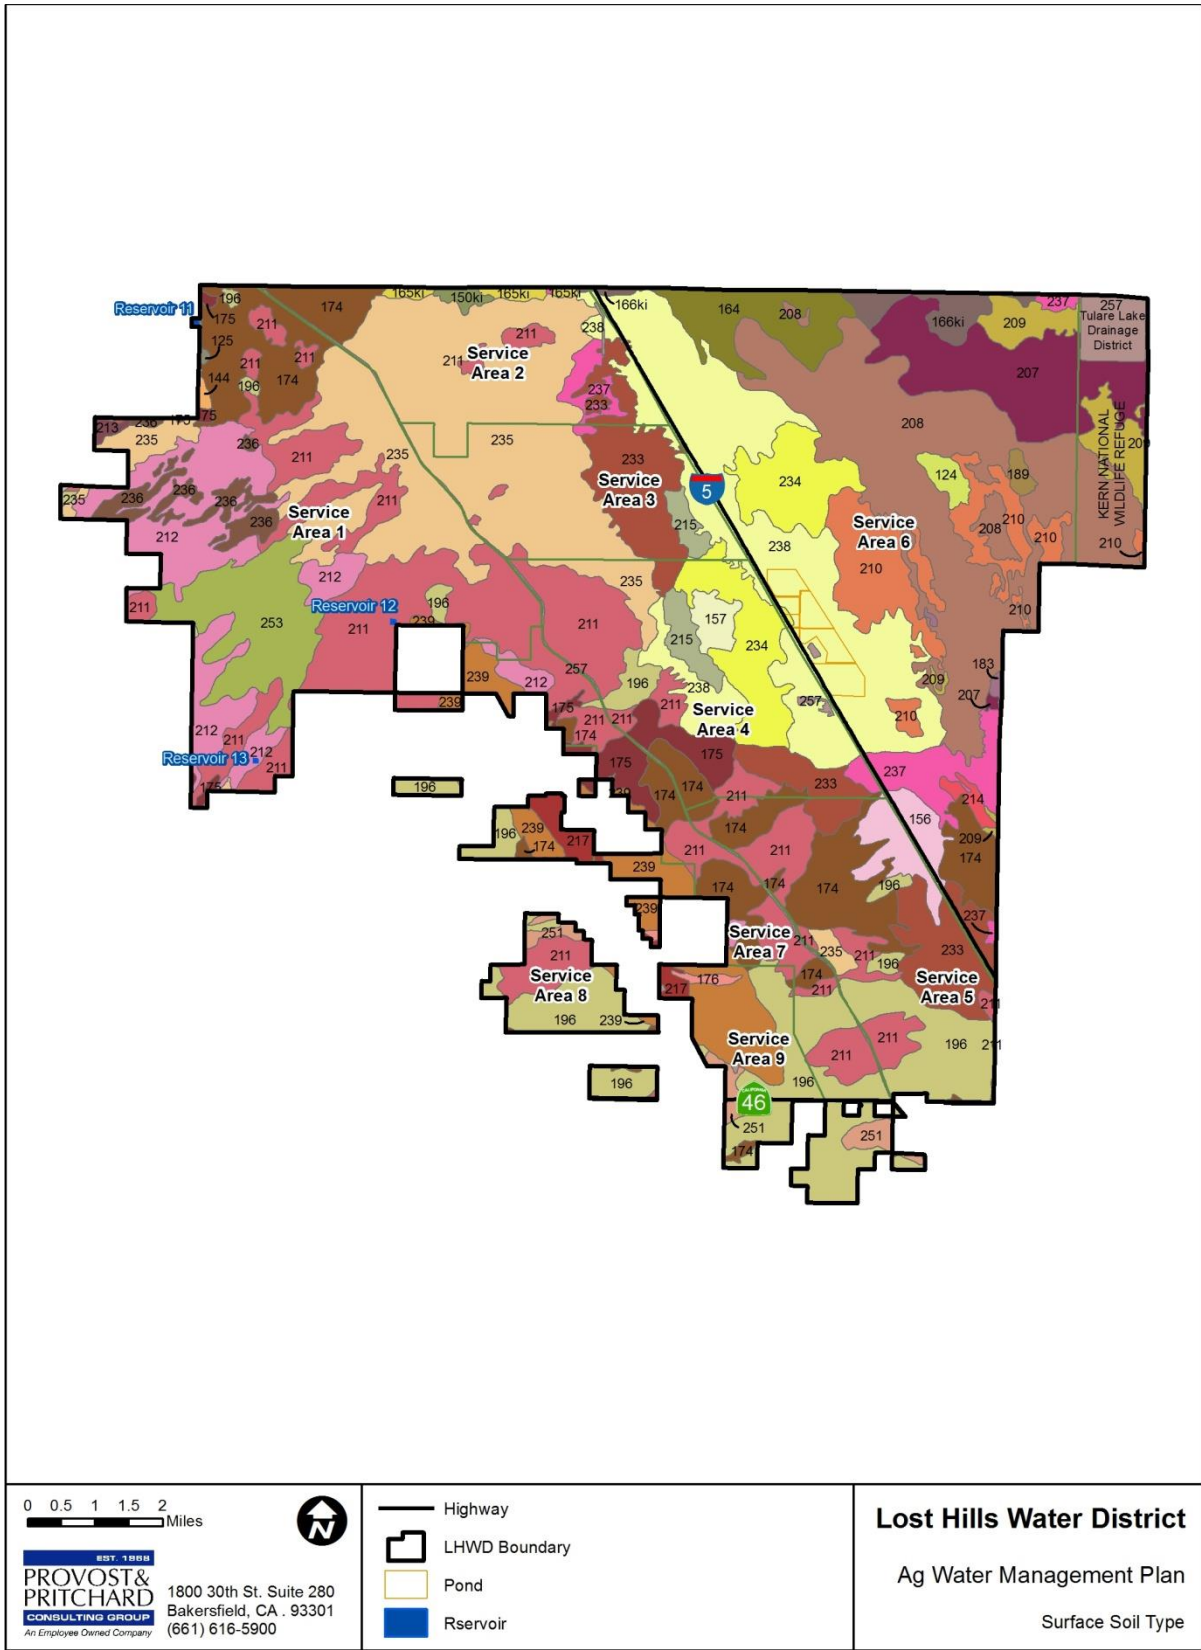 165ki
150ki
165ki
165ki
166ki
237
257
196
174
164
208
166ki
209
Tulare Lake
Drainage
District
Reservoir 11
175
211
238
211
125
211
211
211
Service
Area 2
207
144
196
174
237
233
208
209
175
213
236
175
235
236
211
235
235
233
Service
Area 3
234
124
189
KERN NATIONAL
WILDLIFE REFUGE
235
236
236
236
236
211
5
Service
Area 1
215
Service
Area 6
208
210
210
212
238
210
210
212
235
211
196
Reservoir 12
239
253
211
211
215
157
234
210
239
212
257
196
238
209
183
207
239
211
257
210
212
211
212
211
175
211
211
174
Service
Area 4
Reservoir 13
175
175
237
175
196
239
174
174
211
233
214
156
196
239
174
217
174
209
174
211
211
239
174
174
174
196
239
237
251
211
Service
Area 8
Service
Area 7
211
235
211
196
233
174
211
Service
Area 5
217
176
211
196
239
Service
Area 9
211
211
196
211
196
196
CALIFORNIA
46
251
174
251
0 0.5 1 1.5 2
Miles
N
EST. 1968
PROVOST&
PRITCHARD
CONSULTING GROUP
An Employee Owned Company
1800 30th St. Suite 280
Bakersfield, CA . 93301
(661) 616-5900
Highway
LHWD Boundary
Pond
Rservoir
Lost Hills Water District
Ag Water Management Plan
Surface Soil Type